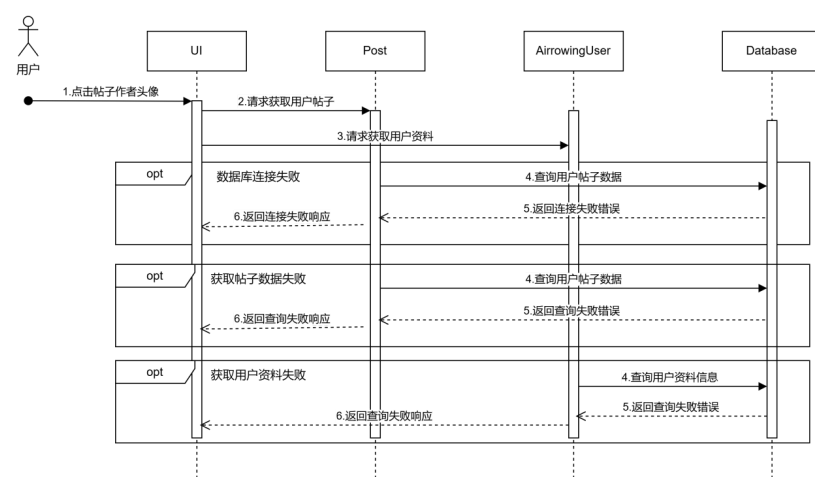 用户
UI
Post
AirrowingUser
Database
1.点击帖子作者头像
2.请求获取用户帖子
3.请求获取用户资料
opt
数据库连接失败
4.查询用户帖子数据
5.返回连接失败错误
6.返回连接失败响应
opt
获取帖子数据失败
4.查询用户帖子数据
5.返回查询失败错误
6.返回查询失败响应
opt
获取用户资料失败
4.查询用户资料信息
5.返回查询失败错误
6.返回查询失败响应